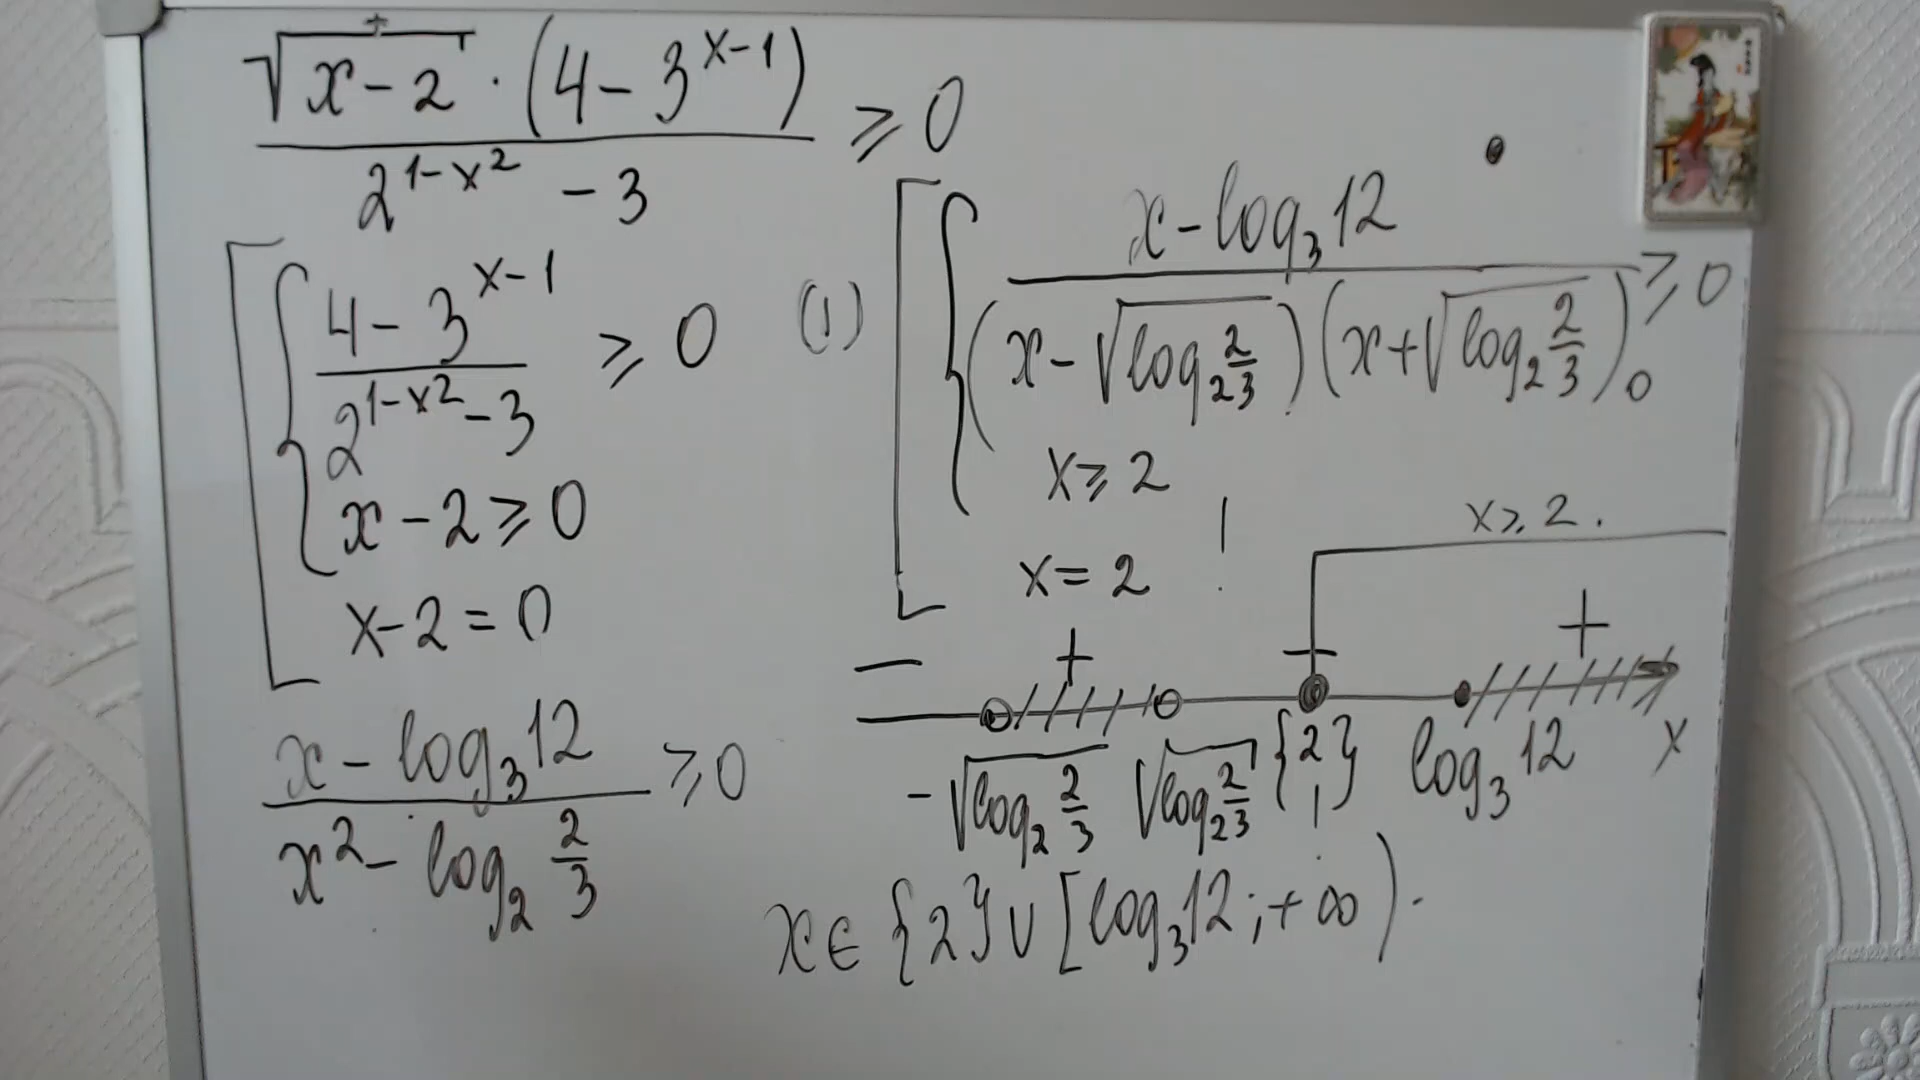 √(x-2) · (4-3^(x-1)) / (2^(1-x²) - 3) ≥ 0
(4-3^(x-1)) / (2^(1-x²) - 3) ≥ 0
x-2 ≥ 0
x-2 = 0
(x - log₃12) / (x² - log₂ 2/3) ≥ 0
(1) (x - log₃12) / ((x - √(log₂ 2/3)) (x + √(log₂ 2/3))) ≥ 0
0
x ≥ 2
x = 2 !
x ≥ 2.
- + - +
-√(log₂ 2/3) √(log₂ 2/3) {2} log₃12 x
!
x ∈ {2} ∪ [log₃12; +∞).